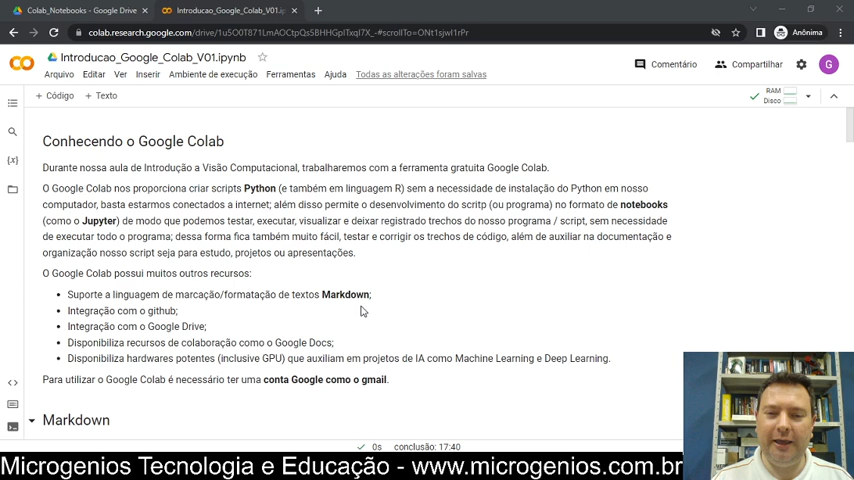 Colab_Notebooks - Google Drive
Introducao_Google_Colab_V01.ip
colab.research.google.com
Anônima
Introducao_Google_Colab_V01.ipynb
Comentário
Compartilhar
G
Arquivo Editar Ver Inserir Ambiente de execução Ferramentas Ajuda Todas as alterações foram salvas
+ Código + Texto
RAM
Disco
Conhecendo o Google Colab
Durante nossa aula de Introdução a Visão Computacional, trabalharemos com a ferramenta gratuita Google Colab.
O Google Colab nos proporciona criar scripts Python (e também em linguagem R) sem a necessidade de instalação do Python em nosso
computador, basta estarmos conectados a internet; além disso permite o desenvolvimento do scritp (ou programa) no formato de notebooks
(como o Jupyter) de modo que podemos testar, executar, visualizar e deixar registrado trechos do nosso programa / script, sem necessidade
de executar todo o programa; dessa forma fica também muito fácil, testar e corrigir os trechos de código, além de auxiliar na documentação e
organização nosso script seja para estudo, projetos ou apresentações.
O Google Colab possui muitos outros recursos:
• Suporte a linguagem de marcação/formatação de textos Markdown;
• Integração com o github;
• Integração com o Google Drive;
• Disponibiliza recursos de colaboração como o Google Docs;
• Disponibiliza hardwares potentes (inclusive GPU) que auxiliam em projetos de IA como Machine Learning e Deep Learning.
Para utilizar o Google Colab é necessário ter uma conta Google como o gmail.
Markdown
0s conclusão: 17:40
Microgenios Tecnologia e Educação - www.microgenios.com.br